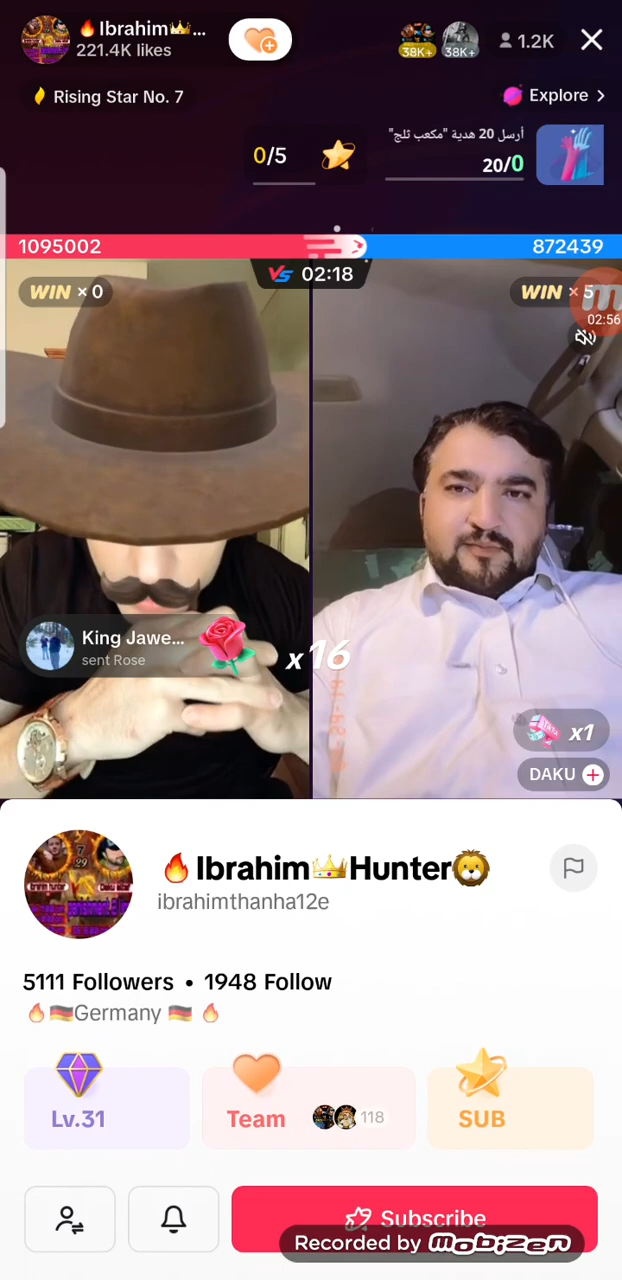 🔥Ibrahim👑...
221.4K likes
38K+
38K+
1.2K
Rising Star No. 7
Explore >
0/5
أرسل 20 هدية "مكعب ثلج"
20/0
1095002
872439
VS 02:18
WIN × 0
WIN × 5
02:56
King Jawe...
sent Rose
x 16
x1
DAKU +
🔥Ibrahim👑Hunter🦁
ibrahimthanha12e
5111 Followers • 1948 Follow
🔥🇩🇪Germany 🇩🇪 🔥
Lv.31
Team
118
SUB
Subscribe
Recorded by mobizen